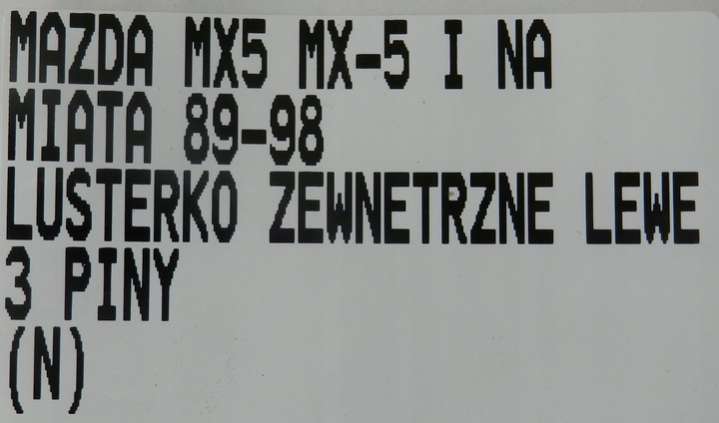 MAZDA MX5 MX-5 I NA
MIATA 89-98
LUSTERKO ZEWNETRZNE LEWE
3 PINY
(N)